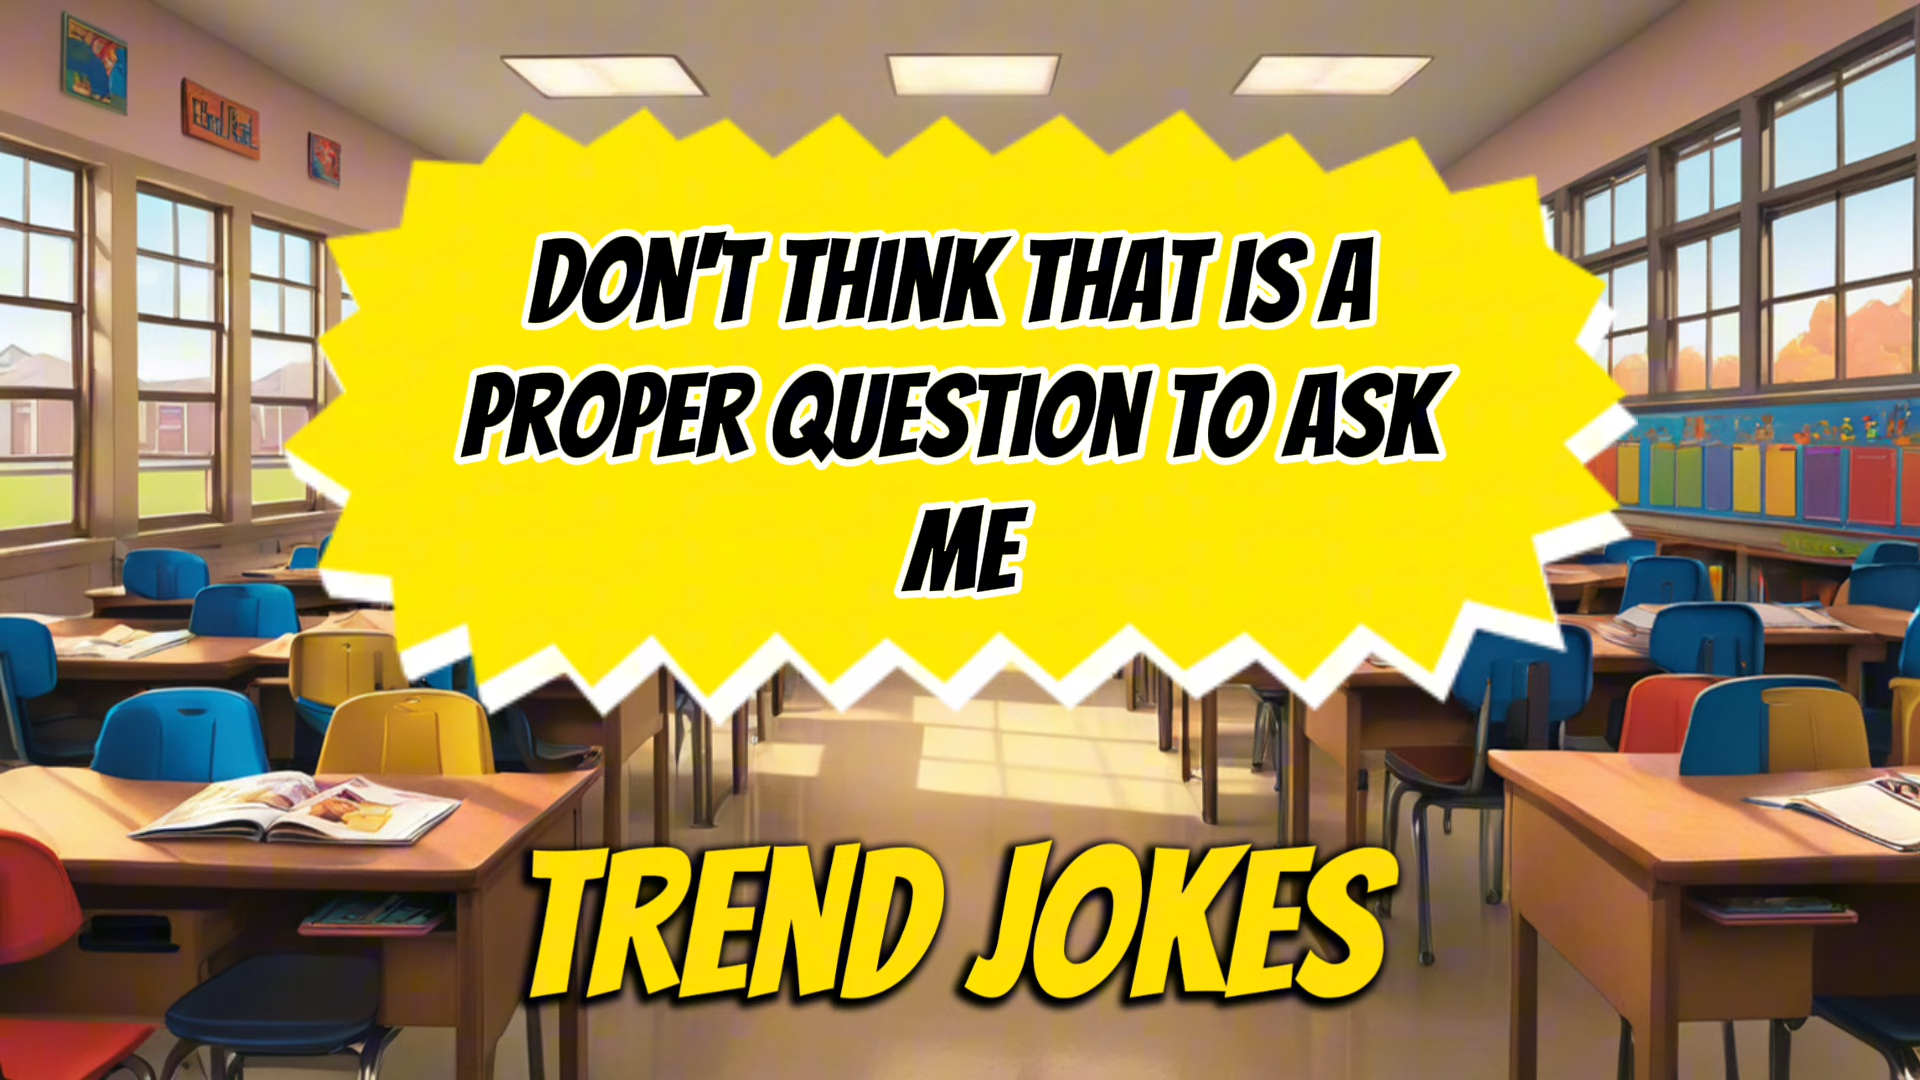 DON'T THINK THAT IS A
PROPER QUESTION TO ASK
ME
TREND JOKES